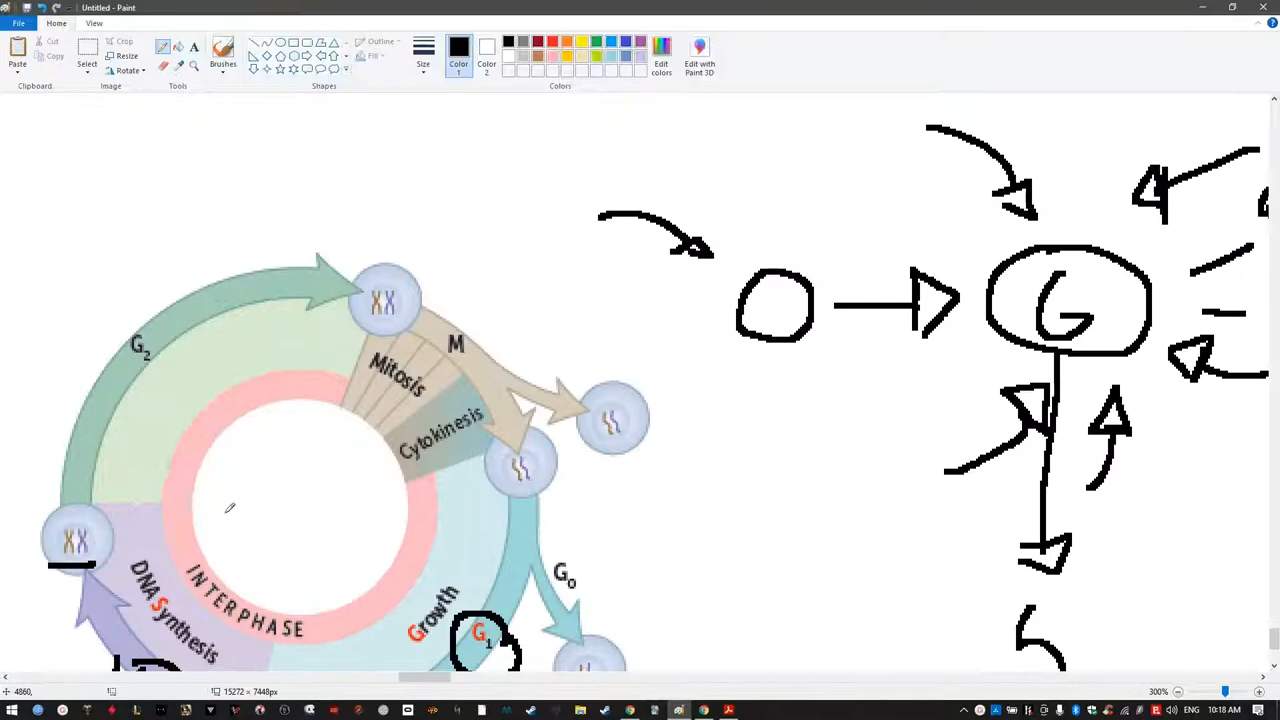 Untitled - Paint
File
Home
View
Paste
Cut
Copy
Clipboard
Select
Crop
Resize
Rotate
Image
A
Tools
Brushes
Outline
Fill
Shapes
Size
Color
1
Color
2
Edit
colors
Edit with
Paint 3D
Colors
G
G2
M
Mitosis
Cytokinesis
G0
DNA Synthesis
INTERPHASE
Growth
G1
4860,
15272 × 7448px
300%
ENG
10:18 AM